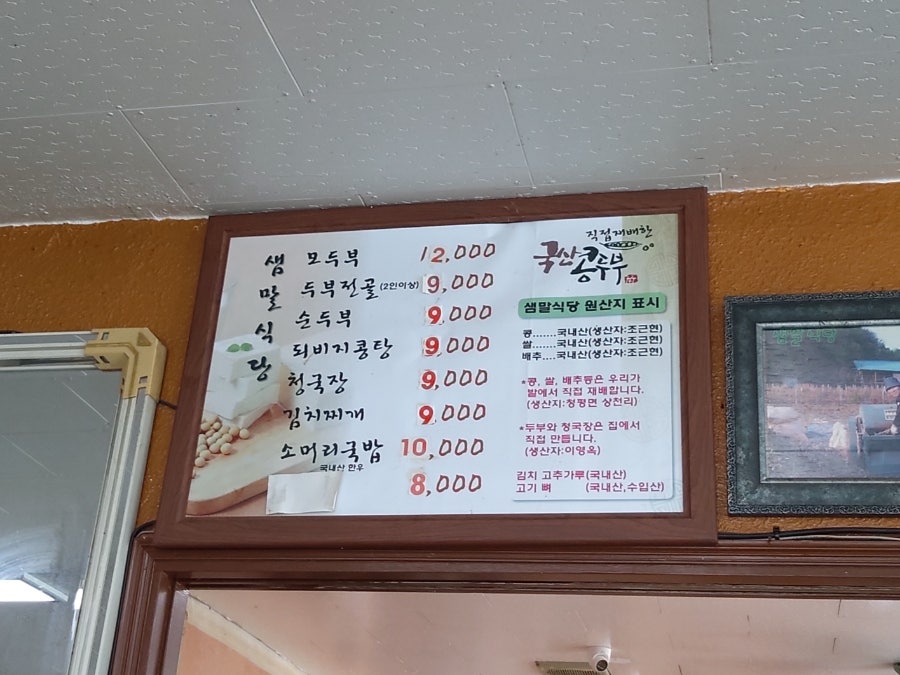 샘말식당
모두부 12,000
두부전골 (2인이상) 9,000
순두부 9,000
되비지콩탕 9,000
청국장 9,000
김치찌개 9,000
소머리국밥 10,000
국내산 한우
8,000
직접재배한
국산콩두부
샘말식당 원산지 표시
콩.......국내산(생산자:조근현)
쌀.......국내산(생산자:조근현)
배추....국내산(생산자:조근현)
*콩, 쌀, 배추등은 우리가
밭에서 직접 재배합니다.
(생산지:청평면 상천리)
*두부와 청국장은 집에서
직접 만듭니다.
(생산자:이영옥)
김치 고추가루(국내산)
고기 뼈 (국내산,수입산)